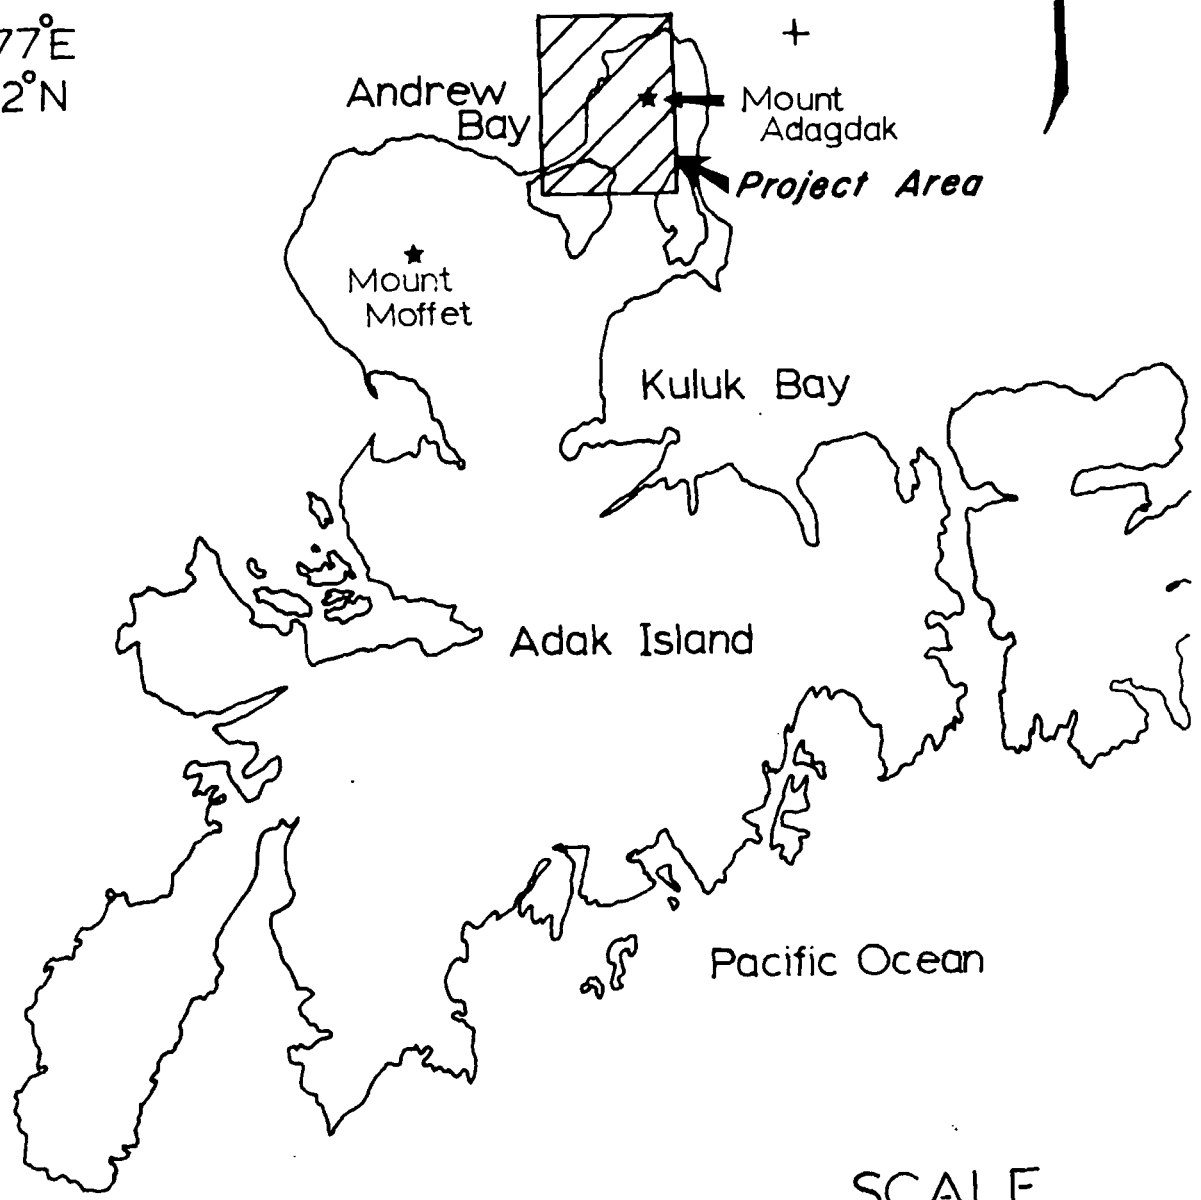 77°E
2°N
Andrew
Bay
Mount
Adagdak
Project Area
Mount
Moffet
Kuluk Bay
Adak Island
Pacific Ocean
SCALE